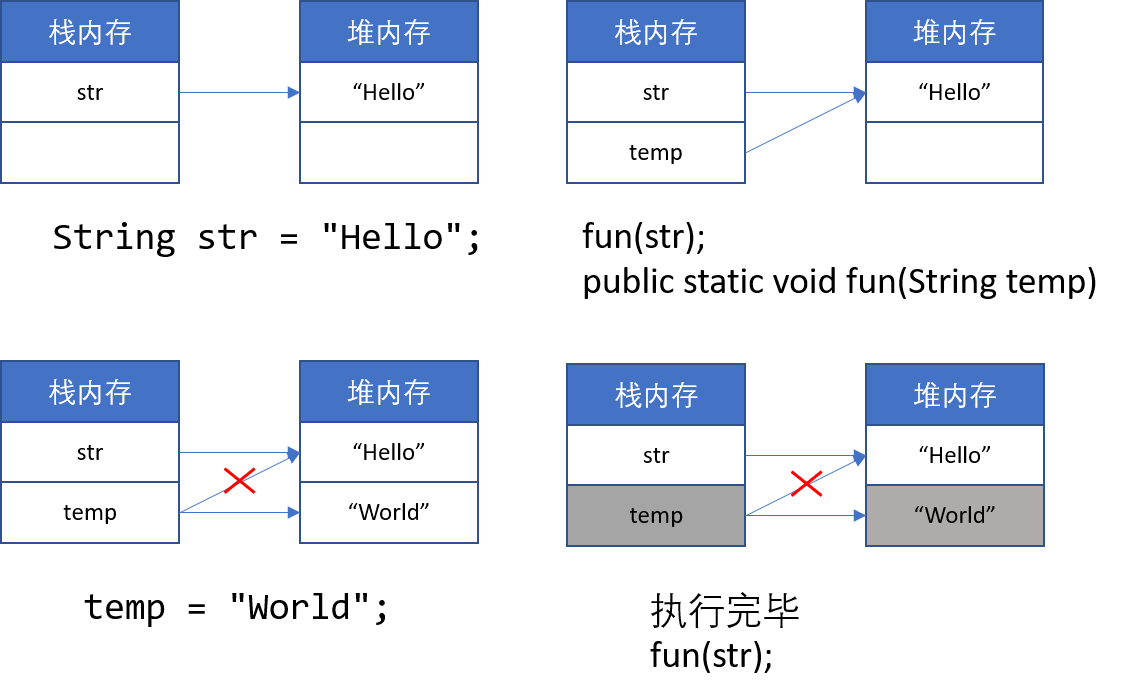 栈内存
堆内存
str
“Hello”
String str = "Hello";
栈内存
堆内存
str
“Hello”
temp
fun(str);
public static void fun(String temp)
栈内存
堆内存
str
“Hello”
temp
“World”
temp = "World";
栈内存
堆内存
str
“Hello”
temp
“World”
执行完毕
fun(str);